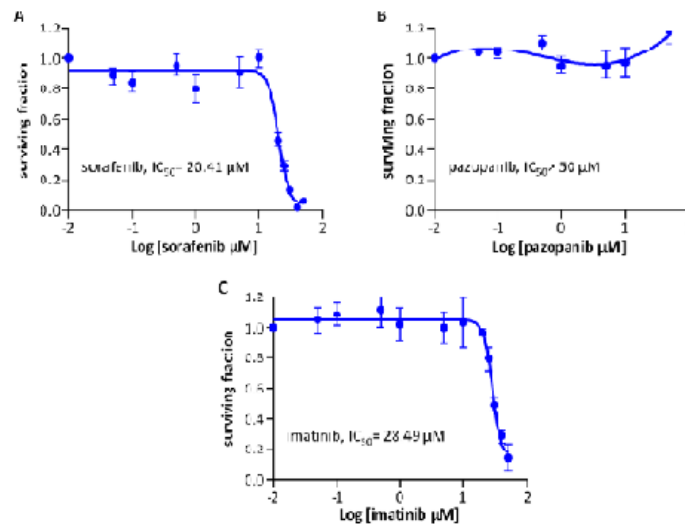 A
1.2
1.0
0.8
0.6
0.4
0.2
0.0
surviving fraction
sorafenib, IC50= 20.41 µM
-2
-1
0
1
2
Log [sorafenib µM]
B
1.2
1.0
0.8
0.6
0.4
0.2
0.0
surviving fraction
pazopanib, IC50> 50 µM
-2
-1
0
1
Log [pazopanib µM]
C
1.2
1.0
0.8
0.6
0.4
0.2
0.0
surviving fraction
imatinib, IC50= 28.49 µM
-2
-1
0
1
2
Log [imatinib µM]